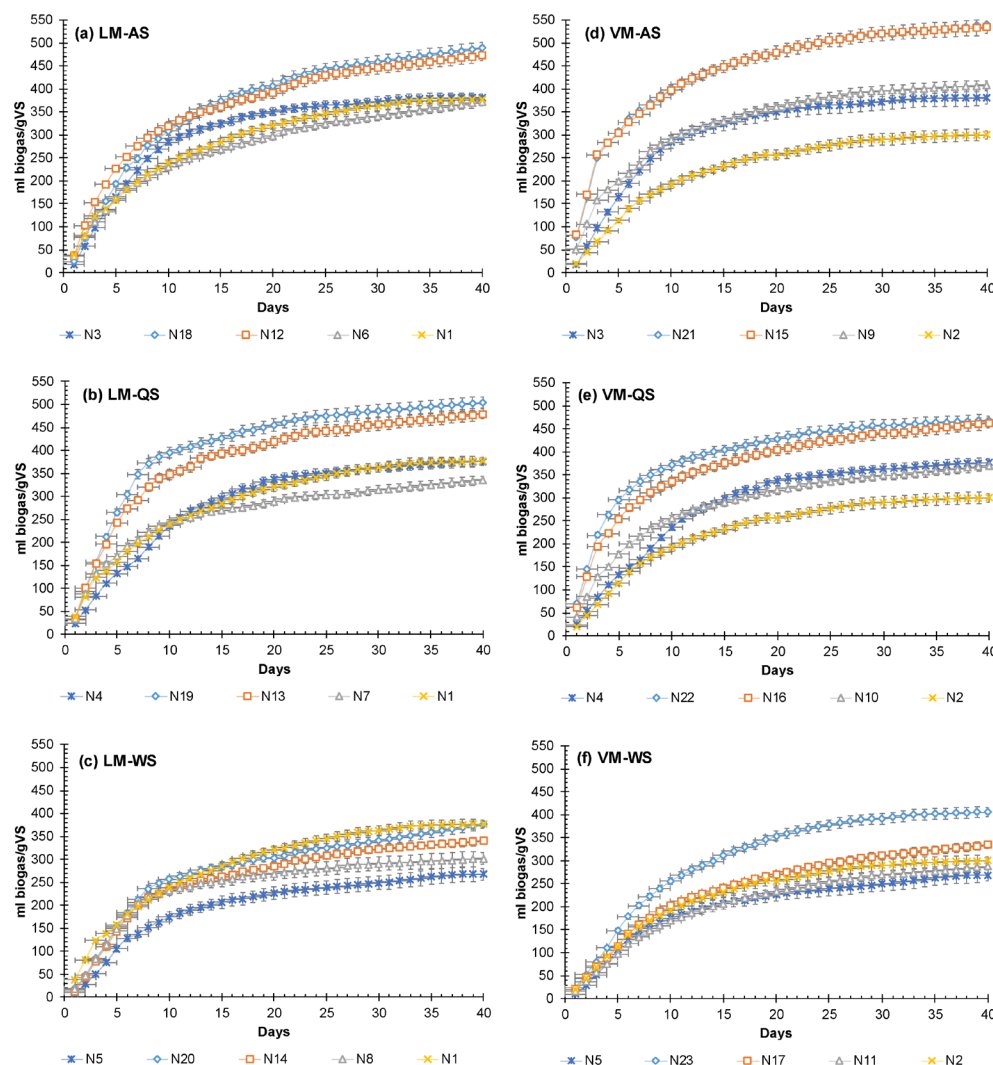 (a) LM-AS
ml biogas/gVS
550
500
450
400
350
300
250
200
150
100
50
0
0 5 10 15 20 25 30 35 40
Days
N3 N18 N12 N6 N1
(d) VM-AS
ml biogas/gVS
550
500
450
400
350
300
250
200
150
100
50
0
0 5 10 15 20 25 30 35 40
Days
N3 N21 N15 N9 N2
(b) LM-QS
ml biogas/gVS
550
500
450
400
350
300
250
200
150
100
50
0
0 5 10 15 20 25 30 35 40
Days
N4 N19 N13 N7 N1
(e) VM-QS
ml biogas/gVS
550
500
450
400
350
300
250
200
150
100
50
0
0 5 10 15 20 25 30 35 40
Days
N4 N22 N16 N10 N2
(c) LM-WS
ml biogas/gVS
550
500
450
400
350
300
250
200
150
100
50
0
0 5 10 15 20 25 30 35 40
Days
N5 N20 N14 N8 N1
(f) VM-WS
ml biogas/gVS
550
500
450
400
350
300
250
200
150
100
50
0
0 5 10 15 20 25 30 35 40
Days
N5 N23 N17 N11 N2